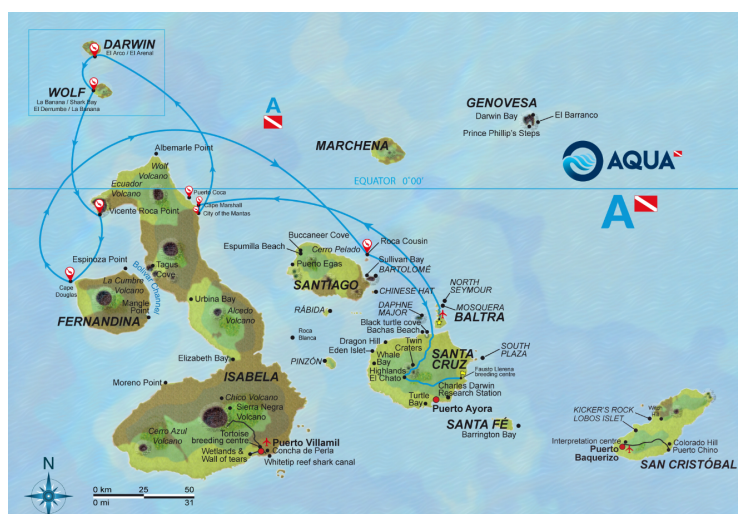 DARWIN
El Arco / El Arenal
WOLF
La Banana / Shark Bay
El Derrumbe / La Banana
A
GENOVESA
Darwin Bay
El Barranco
Prince Phillip's Steps
MARCHENA
AQUA
A
EQUATOR 0°00'
Albemarle Point
Wolf
Volcano
Ecuador
Volcano
Puerto Coca
Cape Marshall
City of the Mantas
Vicente Roca Point
Espinoza Point
Tagus
Cove
Bolivar Channel
Cape
Douglas
La Cumbre
Volcano
Mangle
Point
FERNANDINA
Urbina Bay
Alcedo
Volcano
Elizabeth Bay
Moreno Point
ISABELA
Chico Volcano
Sierra Negra
Volcano
Cerro Azul
Volcano
Tortoise
breeding centre
Puerto Villamil
Concha de Perla
Wetlands &
Wall of tears
Whitetip reef shark canal
Buccaneer Cove
Espumilla Beach
Cerro Pelado
Puerto Egas
SANTIAGO
Roca Cousin
Sullivan Bay
BARTOLOMÉ
CHINESE HAT
RÁBIDA
Roca
Blanca
PINZÓN
DAPHNE
MAJOR
Black turtle cove
Bachas Beach
NORTH
SEYMOUR
MOSQUERA
BALTRA
Dragon Hill
Eden Islet
Whale
Bay
Twin
Craters
Highlands
El Chato
SANTA
CRUZ
SOUTH
PLAZA
Fausto Llerena
breeding centre
Charles Darwin
Research Station
Turtle
Bay
Puerto Ayora
SANTA FÉ
Barrington Bay
KICKER'S ROCK
LOBOS ISLET
Interpretation centre
Puerto
Baquerizo
Colorado Hill
Puerto Chino
SAN CRISTÓBAL
N
0 km 25 50
0 mi 31